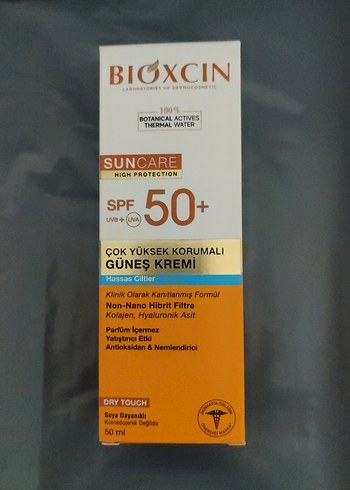 BIOXCIN
LABORATORIES OF DERMOCOSMETIC
100%
BOTANICAL ACTIVES
THERMAL WATER
SUNCARE
HIGH PROTECTION
SPF 50+
UVB + UVA
ÇOK YÜKSEK KORUMALI
GÜNEŞ KREMİ
Hassas Ciltler
Klinik Olarak Kanıtlanmış Formül
Non-Nano Hibrit Filtre
Kolajen, Hyaluronik Asit
Parfüm İçermez
Yatıştırıcı Etki
Antioksidan & Nemlendirici
DRY TOUCH
Suya Dayanıklı
Komedojenik Değildir
50 ml